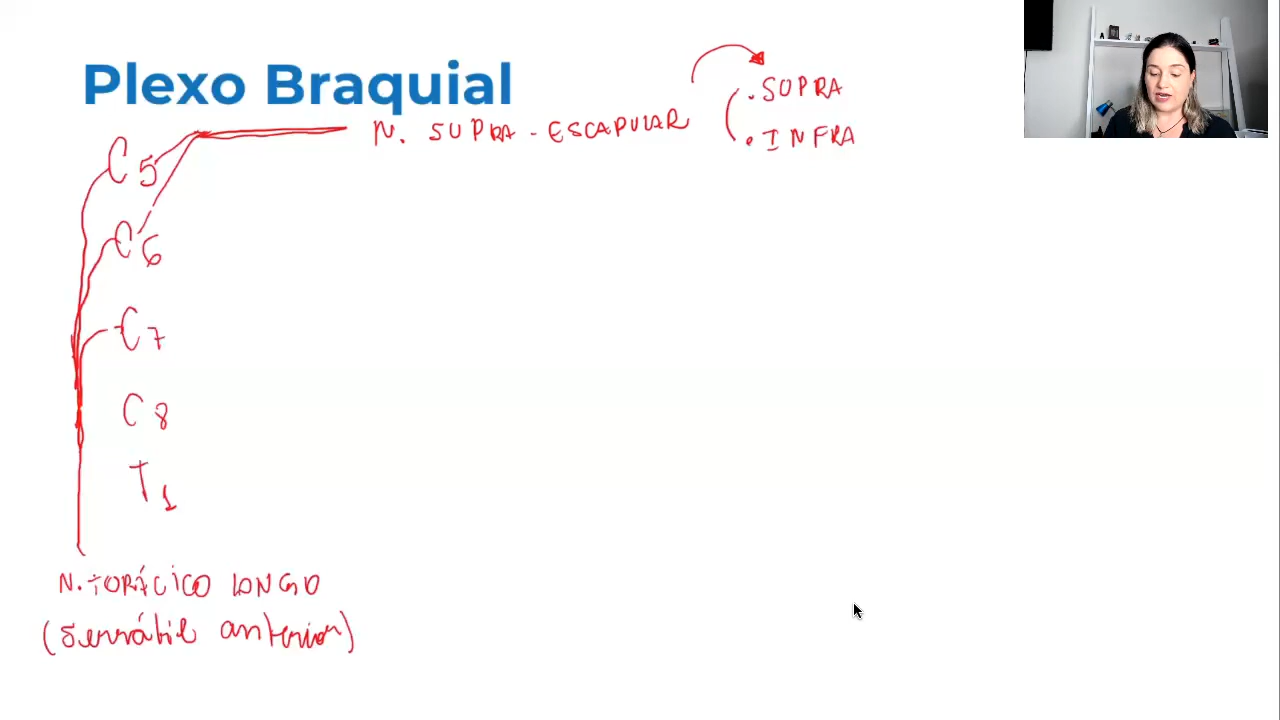 Plexo Braquial
N. SUPRA-ESCAPULAR
. SUPRA
. INFRA
C5
C6
C7
C8
T1
N. TORÁCICO LONGO
(serrátil anterior)